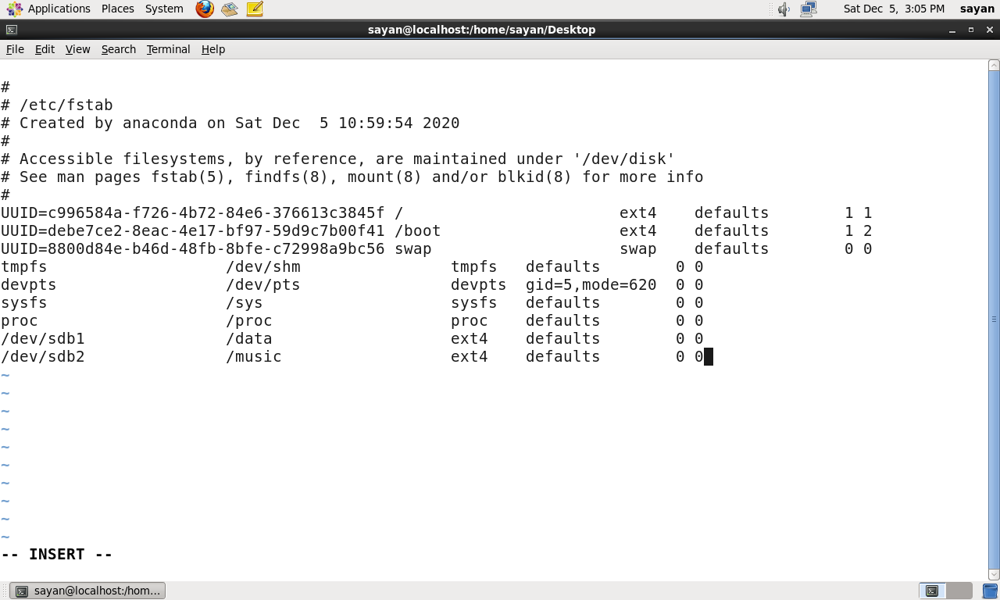 Applications Places System Sat Dec 5, 3:05 PM sayan
sayan@localhost:/home/sayan/Desktop
File Edit View Search Terminal Help
#
# /etc/fstab
# Created by anaconda on Sat Dec  5 10:59:54 2020
#
# Accessible filesystems, by reference, are maintained under '/dev/disk'
# See man pages fstab(5), findfs(8), mount(8) and/or blkid(8) for more info
#
UUID=c996584a-f726-4b72-84e6-376613c3845f /                       ext4    defaults        1 1
UUID=debe7ce2-8eac-4e17-bf97-59d9c7b00f41 /boot                   ext4    defaults        1 2
UUID=8800d84e-b46d-48fb-8bfe-c72998a9bc56 swap                    swap    defaults        0 0
tmpfs                   /dev/shm                tmpfs   defaults        0 0
devpts                  /dev/pts                devpts  gid=5,mode=620  0 0
sysfs                   /sys                    sysfs   defaults        0 0
proc                    /proc                   proc    defaults        0 0
/dev/sdb1               /data                   ext4    defaults        0 0
/dev/sdb2               /music                  ext4    defaults        0 0
~
~
~
~
~
~
~
~
~
~
-- INSERT --
sayan@localhost:/hom...